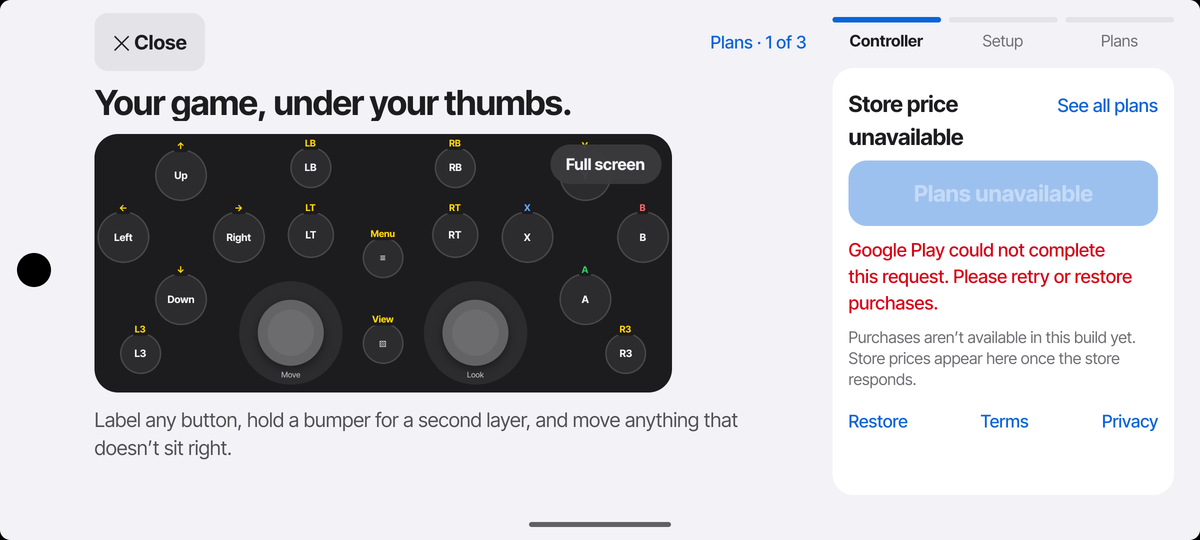 Close
Plans · 1 of 3
Your game, under your thumbs.
↑
Up
LB
LB
RB
RB
Full screen
←
Left
→
Right
LT
LT
Menu
≡
RT
RT
X
X
B
B
↓
Down
A
A
L3
L3
Move
View
Look
R3
R3
Label any button, hold a bumper for a second layer, and move anything that
doesn’t sit right.
Controller
Setup
Plans
Store price
unavailable
See all plans
Plans unavailable
Google Play could not complete
this request. Please retry or restore
purchases.
Purchases aren’t available in this build yet.
Store prices appear here once the store
responds.
Restore
Terms
Privacy